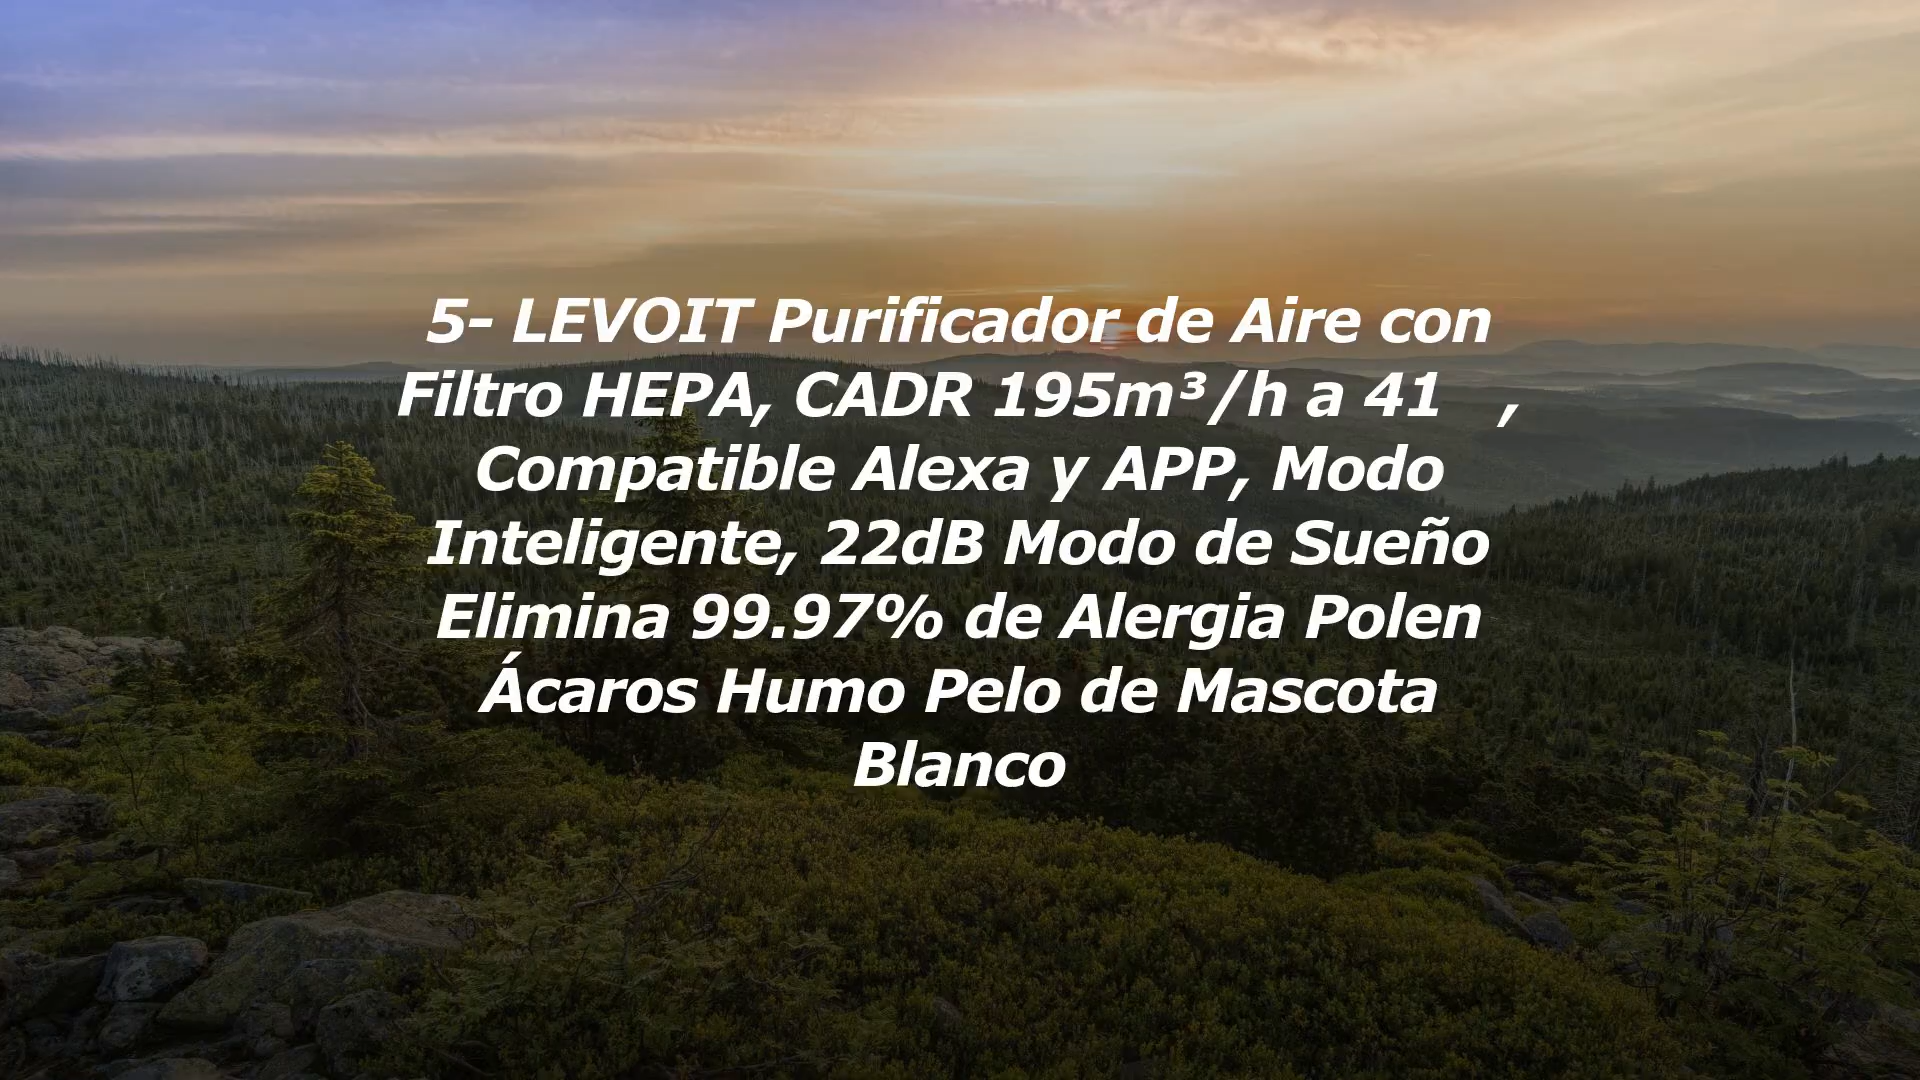 5- LEVOIT Purificador de Aire con
Filtro HEPA, CADR 195m³/h a 41 ,
Compatible Alexa y APP, Modo
Inteligente, 22dB Modo de Sueño
Elimina 99.97% de Alergia Polen
Ácaros Humo Pelo de Mascota
Blanco